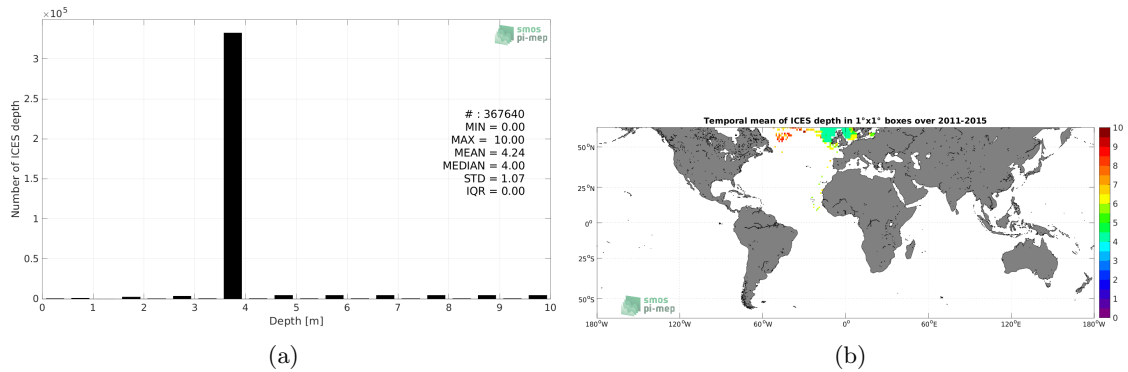 ×10⁵
smos
pi-mep
3
2.5
2
1.5
1
0.5
0
Number of ICES depth
# : 367640
MIN = 0.00
MAX = 10.00
MEAN = 4.24
MEDIAN = 4.00
STD = 1.07
IQR = 0.00
0 1 2 3 4 5 6 7 8 9 10
Depth [m]
(a)
Temporal mean of ICES depth in 1°x1° boxes over 2011-2015
50°N
25°N
0°
25°S
50°S
smos
pi-mep
180°W 120°W 60°W 0° 60°E 120°E 180°W
10
9
8
7
6
5
4
3
2
1
0
(b)